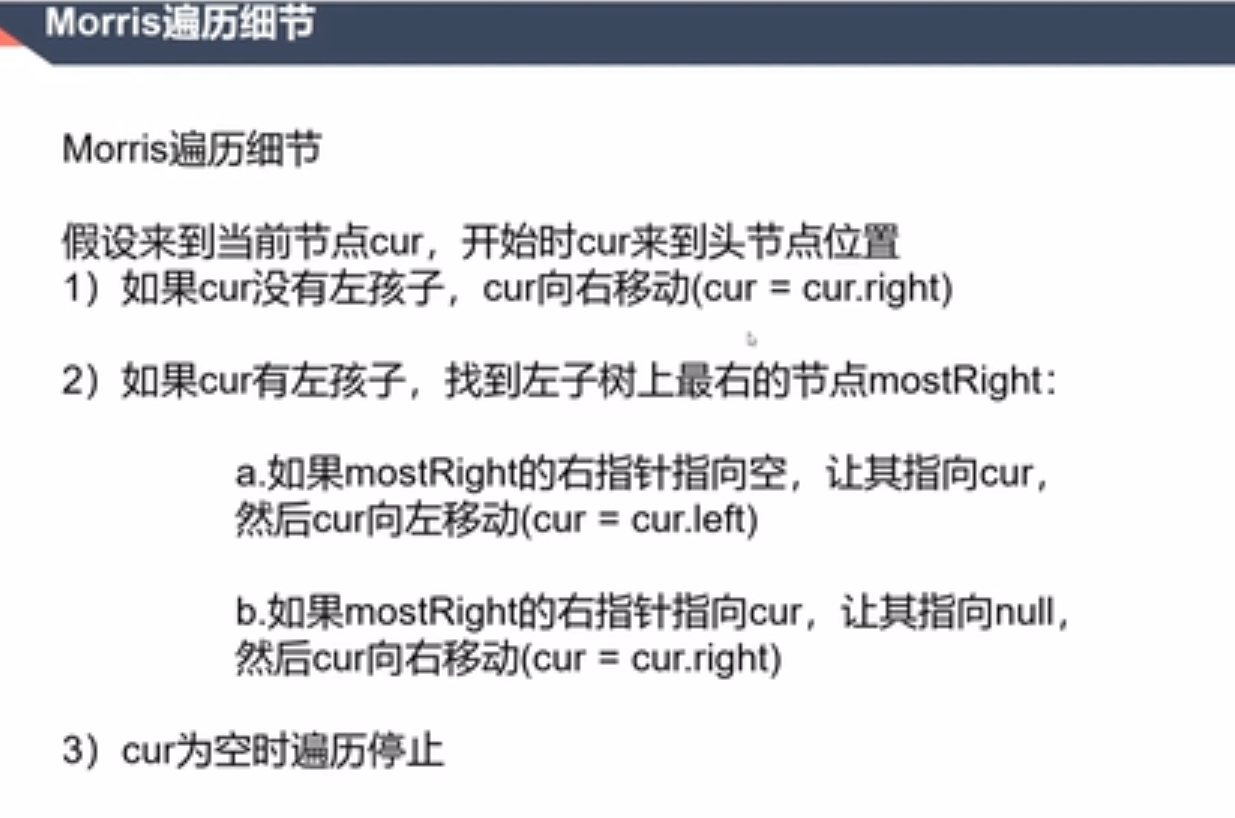 Morris遍历细节
Morris遍历细节
假设来到当前节点cur，开始时cur来到头节点位置
1）如果cur没有左孩子，cur向右移动(cur = cur.right)
2）如果cur有左孩子，找到左子树上最右的节点mostRight：
a.如果mostRight的右指针指向空，让其指向cur，
然后cur向左移动(cur = cur.left)
b.如果mostRight的右指针指向cur，让其指向null，
然后cur向右移动(cur = cur.right)
3）cur为空时遍历停止